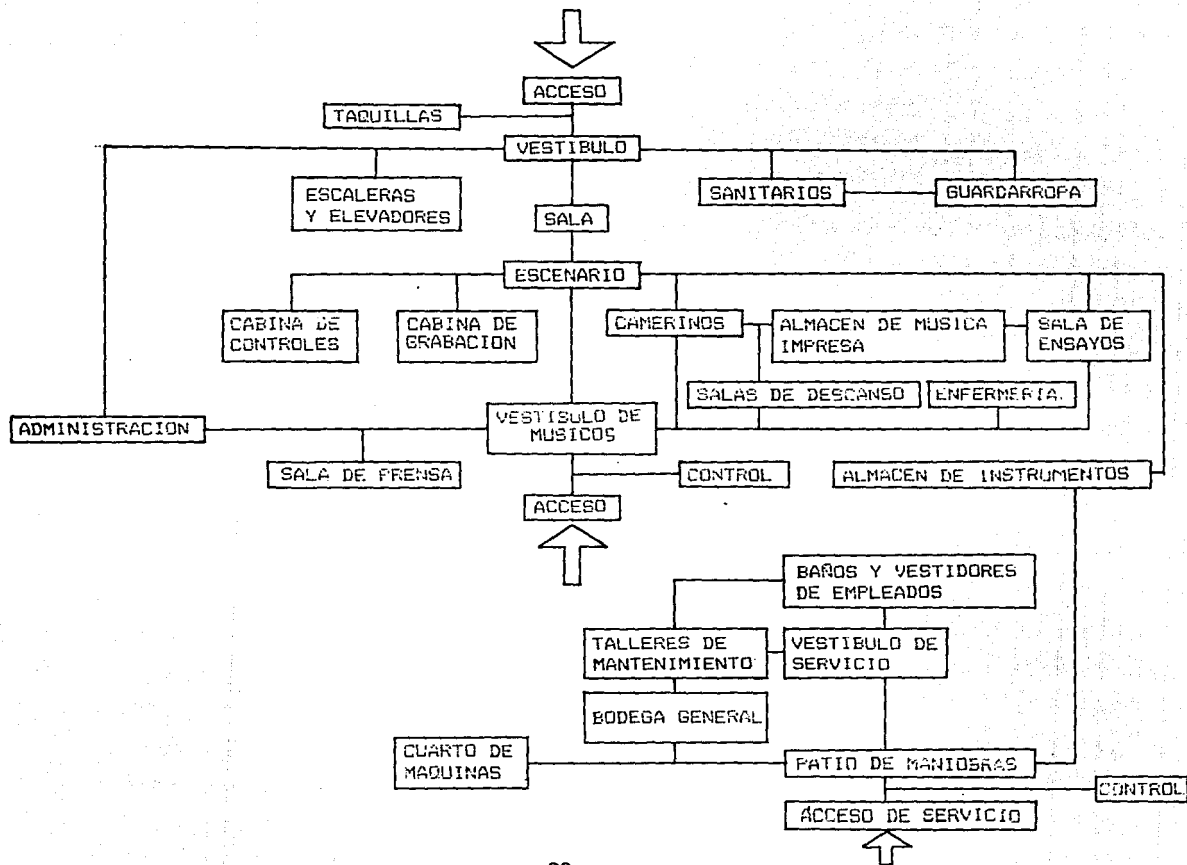 ACCESO
TAQUILLAS
VESTIBULO
ESCALERAS
Y ELEVADORES
SANITARIOS
GUARDARROPA
SALA
ESCENARIO
CABINA DE
CONTROLES
CABINA DE
GRABACION
CAMERINOS
ALMACEN DE MUSICA
IMPRESA
SALA DE
ENSAYOS
SALAS DE DESCANSO
ENFERMERIA.
ADMINISTRACION
VESTIBULO DE
MUSICOS
SALA DE PRENSA
CONTROL
ALMACEN DE INSTRUMENTOS
ACCESO
BAÑOS Y VESTIDORES
DE EMPLEADOS
TALLERES DE
MANTENIMIENTO
VESTIBULO DE
SERVICIO
BODEGA GENERAL
CUARTO DE
MAQUINAS
PATIO DE MANIOBRAS
CONTROL
ACCESO DE SERVICIO